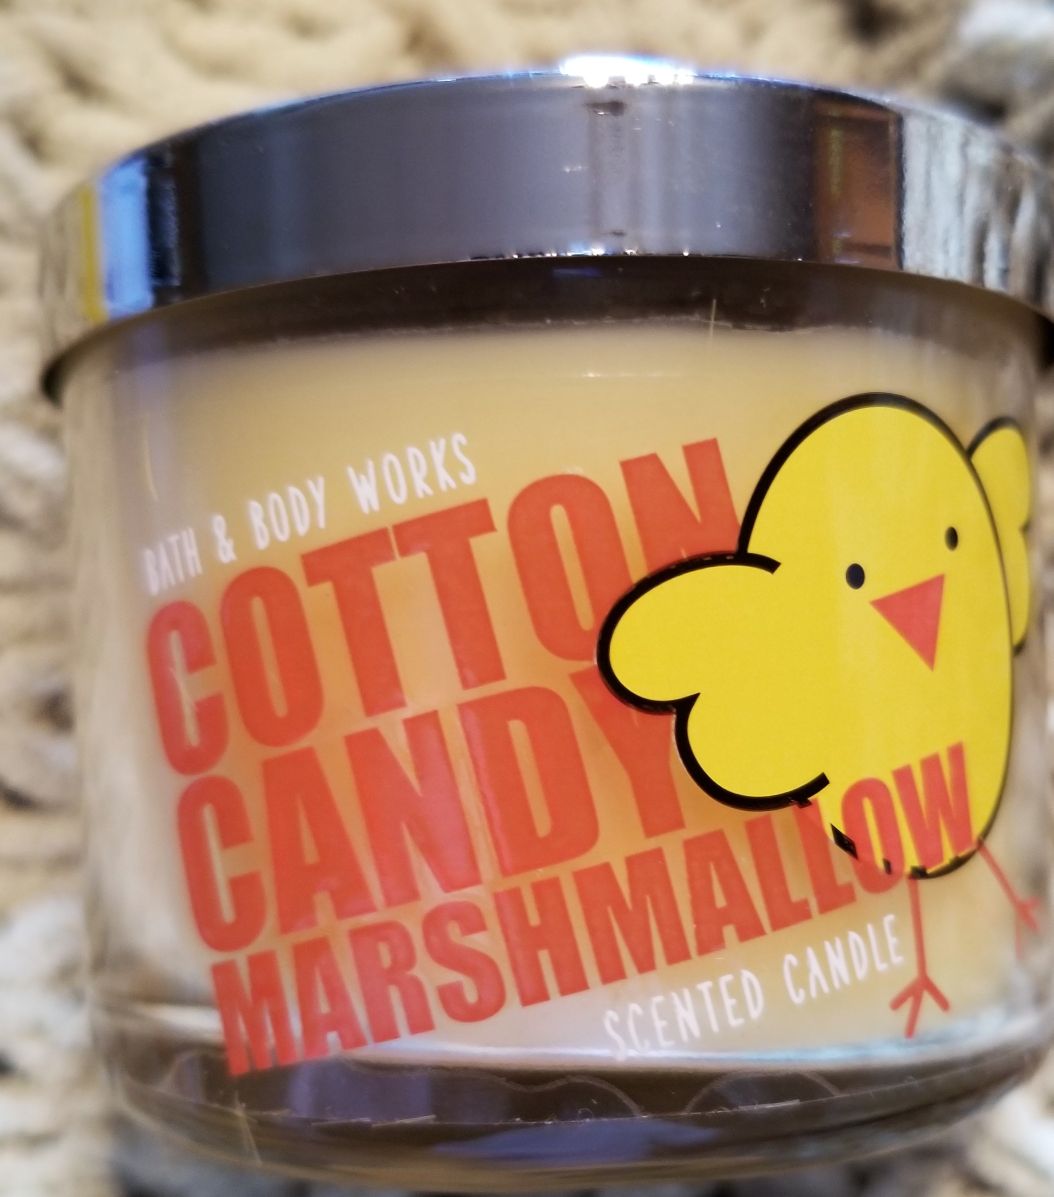 BATH & BODY WORKS
COTTON
CANDY
MARSHMALLOW
SCENTED CANDLE